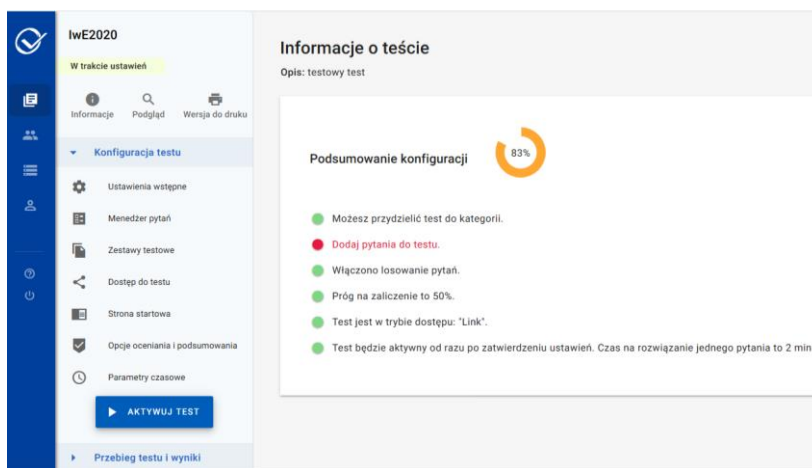 IwE2020
W trakcie ustawień
Informacje
Podgląd
Wersja do druku
Konfiguracja testu
Ustawienia wstępne
Menedżer pytań
Zestawy testowe
Dostęp do testu
Strona startowa
Opcje oceniania i podsumowania
Parametry czasowe
AKTYWUJ TEST
Przebieg testu i wyniki
Informacje o teście
Opis: testowy test
Podsumowanie konfiguracji
83%
Możesz przydzielić test do kategorii.
Dodaj pytania do testu.
Włączono losowanie pytań.
Próg na zaliczenie to 50%.
Test jest w trybie dostępu: "Link".
Test będzie aktywny od razu po zatwierdzeniu ustawień. Czas na rozwiązanie jednego pytania to 2 min